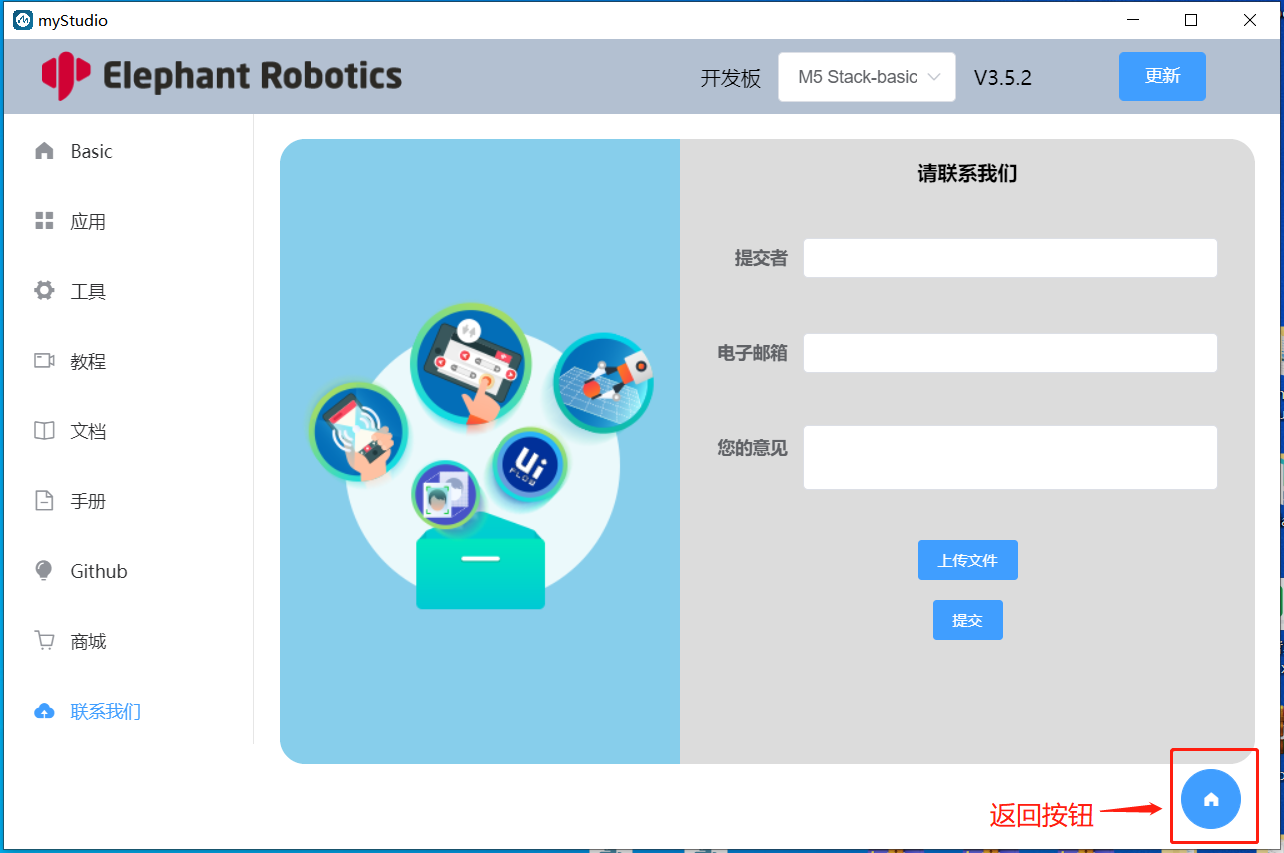 myStudio
Elephant Robotics
开发板
M5 Stack-basic
V3.5.2
更新
Basic
应用
工具
教程
文档
手册
Github
商城
联系我们
Ui
FLOW
请联系我们
提交者
电子邮箱
您的意见
上传文件
提交
返回按钮